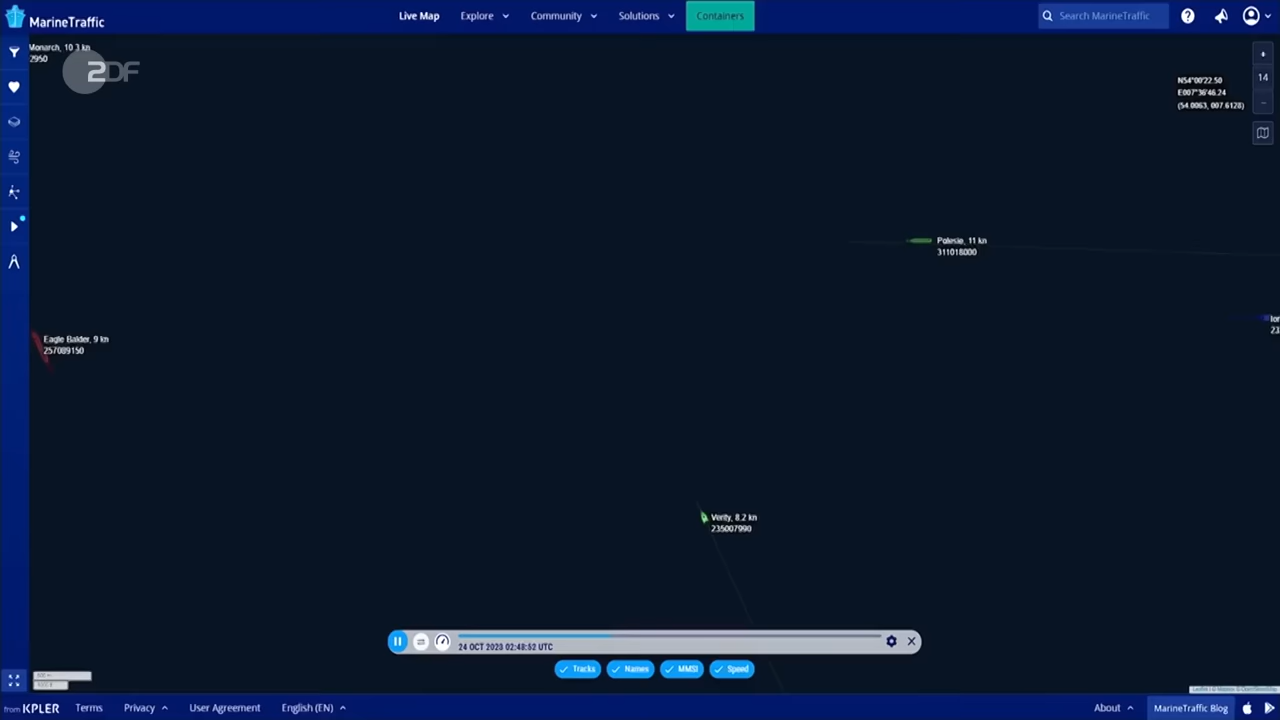 MarineTraffic
Live Map
Explore
Community
Solutions
Containers
Search MarineTraffic
Monarch, 10.3 kn
2950
ZDF
14
N54°00'22.50
E007°36'46.24
(54.0063, 007.6128)
Polesie, 11 kn
311018000
Eagle Balder, 9 kn
257089150
Verity, 8.2 kn
235007990
24 OCT 2023 02:48:52 UTC
Tracks
Names
MMSI
Speed
from KPLER
Terms
Privacy
User Agreement
English (EN)
About
MarineTraffic Blog